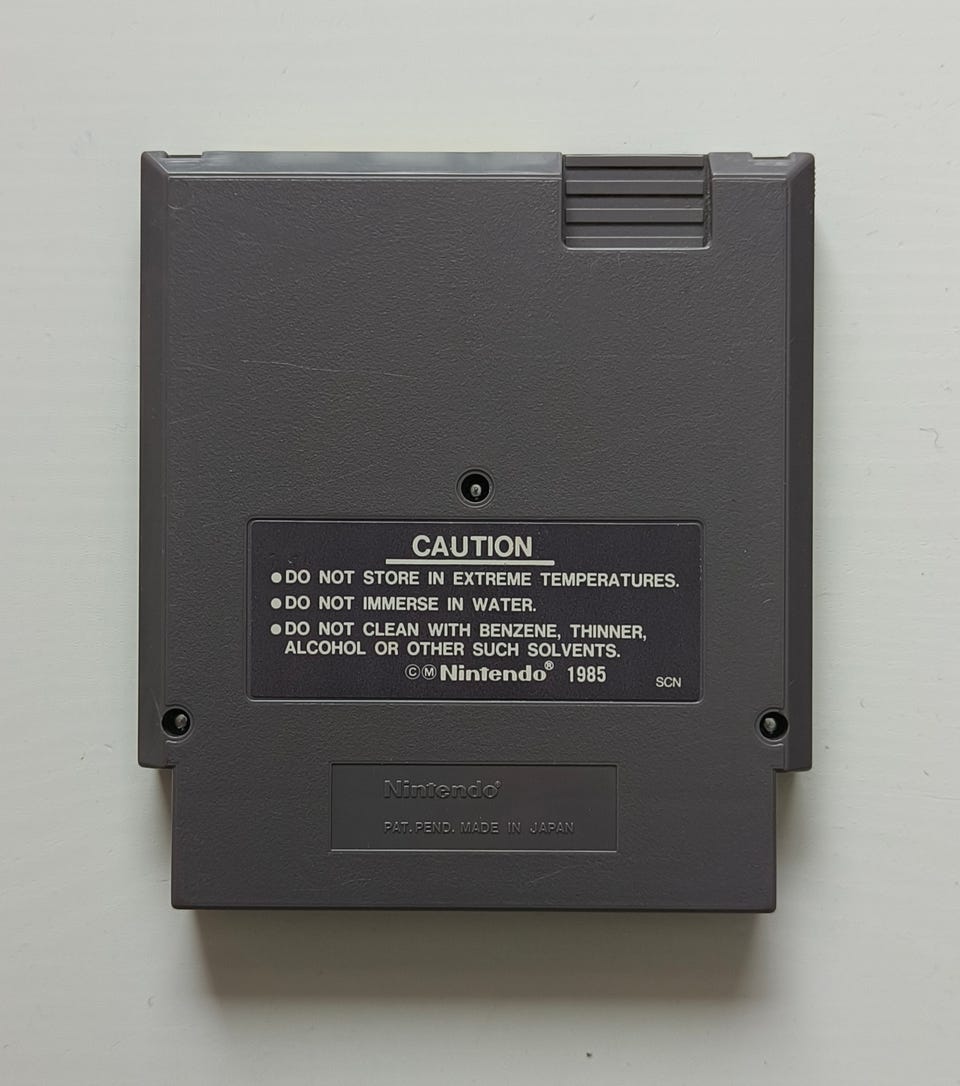 CAUTION
●DO NOT STORE IN EXTREME TEMPERATURES.
●DO NOT IMMERSE IN WATER.
●DO NOT CLEAN WITH BENZENE, THINNER,
ALCOHOL OR OTHER SUCH SOLVENTS.
ⒸⓂNintendo® 1985
SCN
Nintendo®
PAT. PEND. MADE IN JAPAN